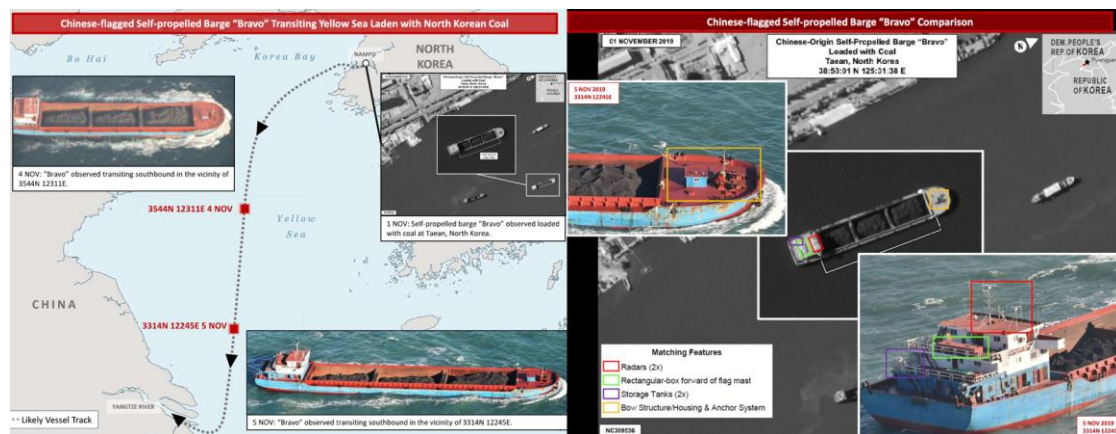 Chinese-flagged Self-propelled Barge “Bravo” Transiting Yellow Sea Laden with North Korean Coal
Bo Hai
Korea Bay
NAMPO
NORTH
KOREA
4 NOV: “Bravo” observed transiting southbound in the vicinity of
3544N 12311E.
1 NOV: Self-propelled barge “Bravo” observed loaded
with coal at Taean, North Korea.
3544N 12311E 4 NOV
Yellow
Sea
CHINA
3314N 12245E 5 NOV
YANGTZE RIVER
Likely Vessel Track
5 NOV: “Bravo” observed transiting southbound in the vicinity of 3314N 12245E.
Chinese-flagged Self-propelled Barge “Bravo” Comparison
01 NOVEMBER 2019
Chinese-Origin Self-Propelled Barge “Bravo”
Loaded with Coal
Taean, North Korea
38:50:01 N 125:31:38 E
N
DEM. PEOPLE'S
REP. OF KOREA
Pyongyang
REPUBLIC
OF KOREA
5 NOV 2019
3314N 12245E
Matching Features
Radars (2x)
Rectangular-box forward of flag mast
Storage Tanks (2x)
Bow Structure/Housing & Anchor System
5 NOV 2019